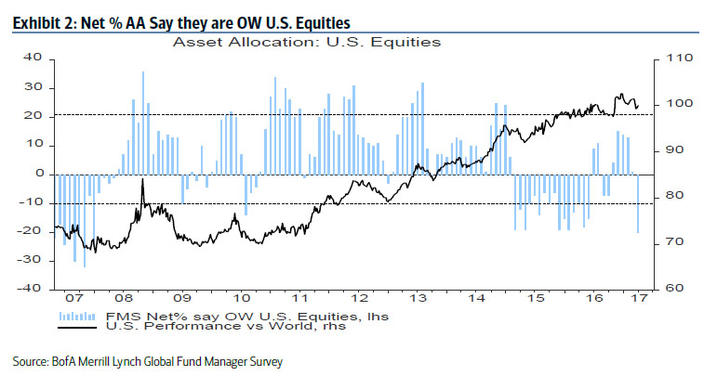 Exhibit 2: Net % AA Say they are OW U.S. Equities
Asset Allocation: U.S. Equities
40
30
20
10
0
-10
-20
-30
-40
110
100
90
80
70
60
07 08 09 10 11 12 13 14 15 16 17
FMS Net% say OW U.S. Equities, lhs
U.S. Performance vs World, rhs
Source: BofA Merrill Lynch Global Fund Manager Survey